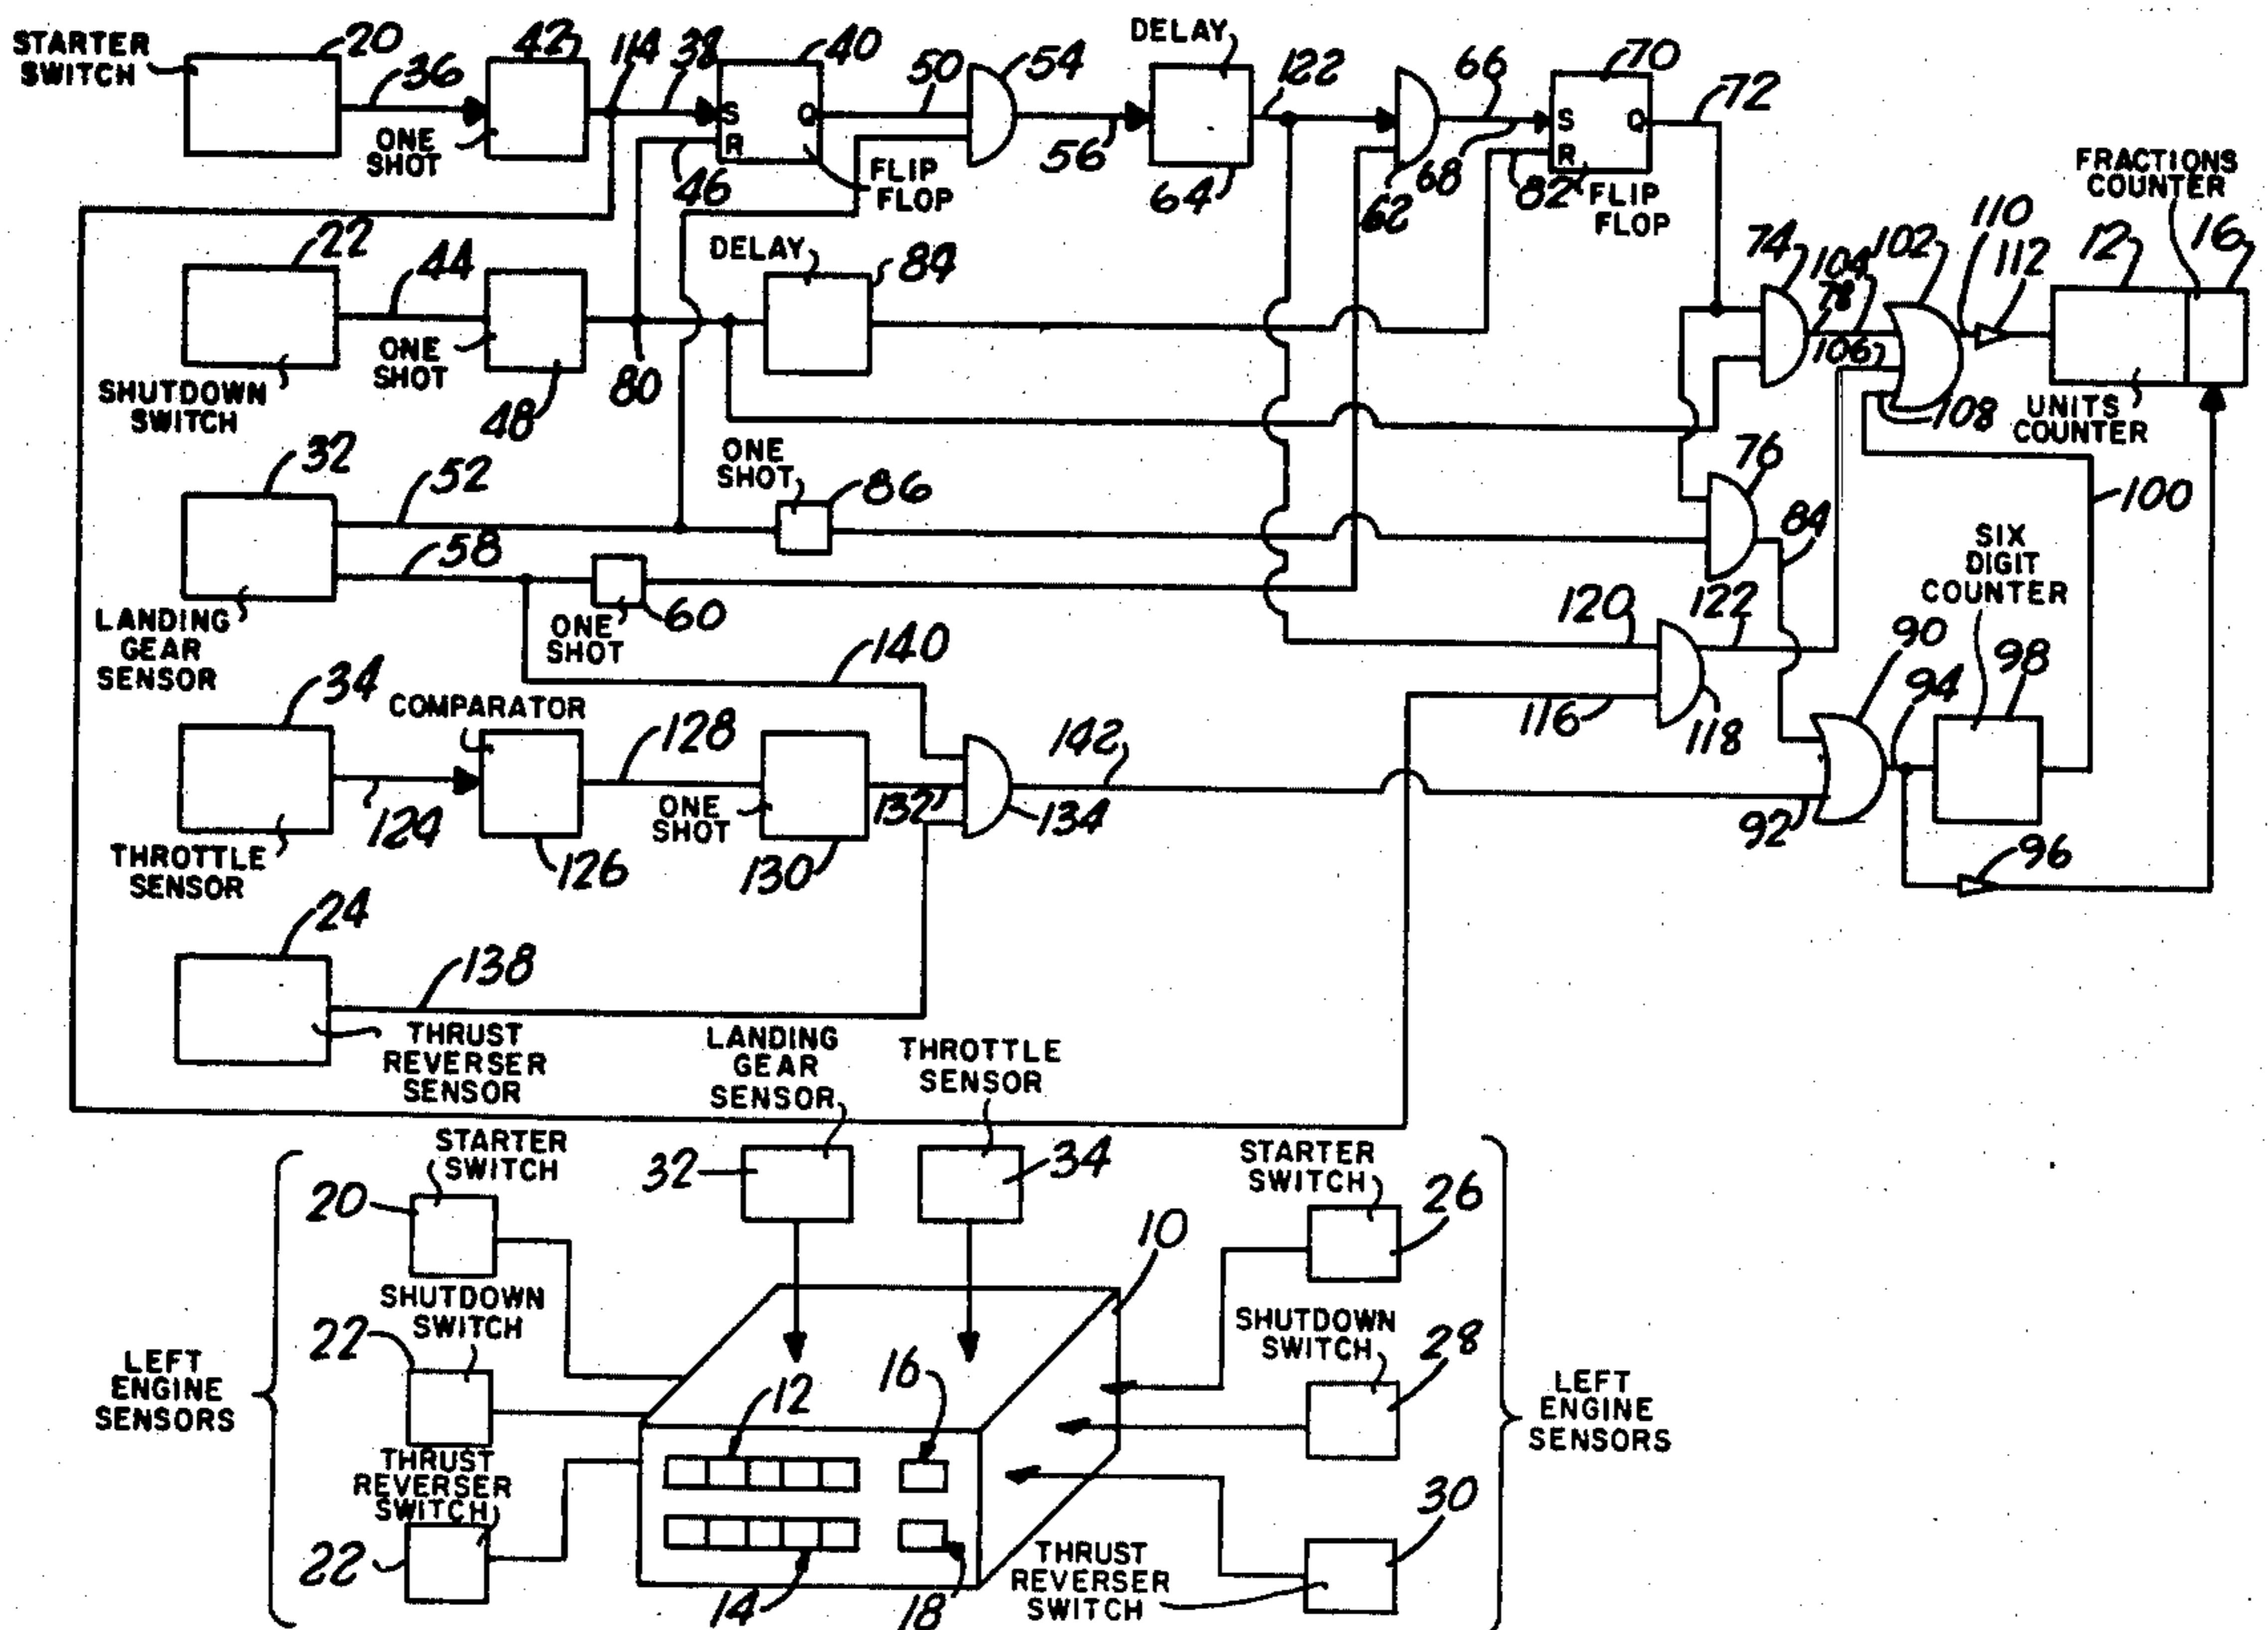 STARTER
SWITCH
20
36
ONE
SHOT
42
114
38
40
S
Q
R
46
FLIP
FLOP
50
54
56
DELAY
64
122
62
66
68
70
S
Q
R
82
FLIP
FLOP
72
FRACTIONS
COUNTER
22
44
ONE
SHOT
48
SHUTDOWN
SWITCH
80
DELAY
74
104
78
106
102
110
112
12
16
108
UNITS
COUNTER
32
52
58
LANDING
GEAR
SENSOR
ONE
SHOT
86
ONE
SHOT
60
76
84
100
SIX
DIGIT
COUNTER
140
120
122
116
118
90
94
98
92
96
34
THROTTLE
SENSOR
124
COMPARATOR
126
128
ONE
SHOT
130
132
134
142
24
138
THRUST
REVERSER
SENSOR
LANDING
GEAR
SENSOR
THROTTLE
SENSOR
32
34
STARTER
SWITCH
20
SHUTDOWN
SWITCH
22
THRUST
REVERSER
SWITCH
22
LEFT
ENGINE
SENSORS
12
16
14
18
10
STARTER
SWITCH
26
SHUTDOWN
SWITCH
28
THRUST
REVERSER
SWITCH
30
LEFT
ENGINE
SENSORS